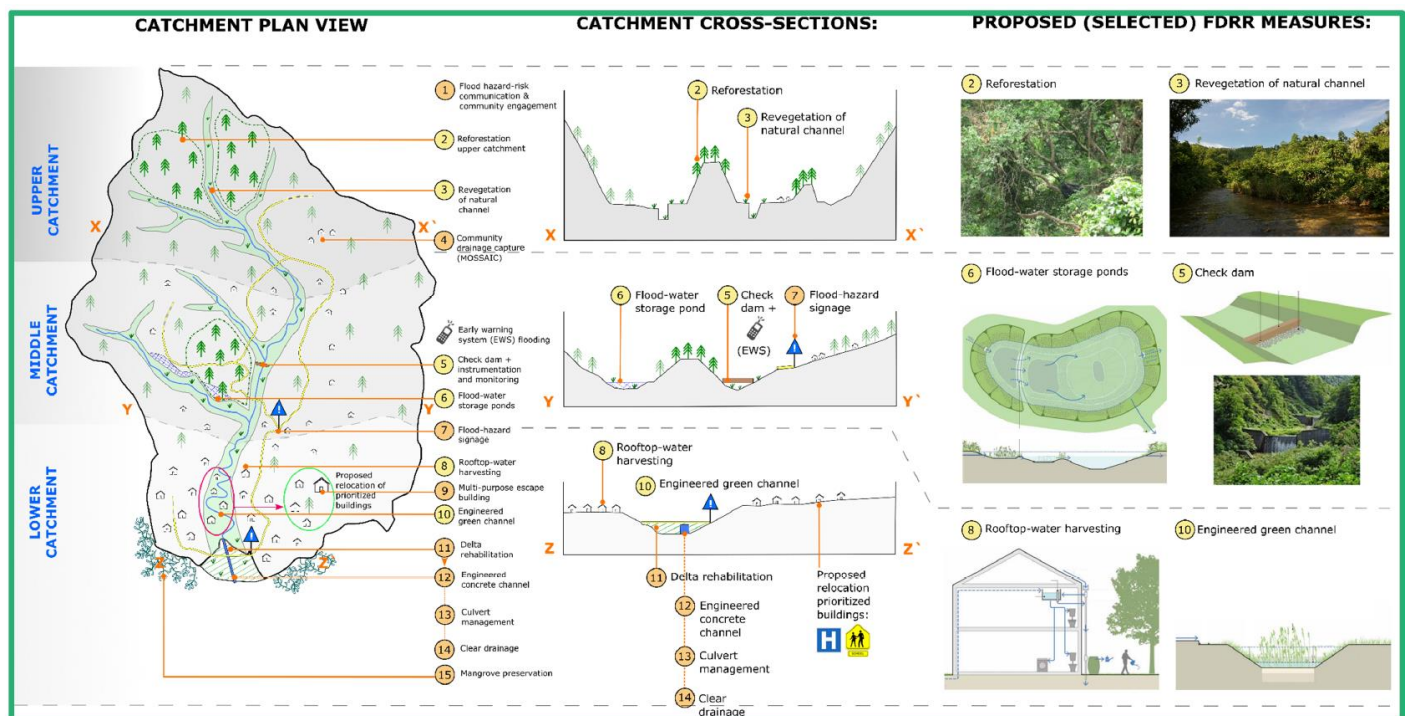 CATCHMENT PLAN VIEW
CATCHMENT CROSS-SECTIONS:
PROPOSED (SELECTED) FDRR MEASURES:
UPPER
CATCHMENT
MIDDLE
CATCHMENT
LOWER
CATCHMENT
X
X`
Y
Y
Z
Z
Proposed
relocation of
prioritized
buildings
1 Flood hazard-risk
communication &
community engagement
2 Reforestation
upper catchment
3 Revegetation
of natural
channel
4 Community
drainage capture
(MOSSAIC)
Early warning
system (EWS) flooding
5 Check dam +
instrumentation
and monitoring
6 Flood-water
storage ponds
7 Flood-hazard
signage
8 Rooftop-water
harvesting
9 Multi-purpose escape
building
10 Engineered
green channel
11 Delta
rehabilitation
12 Engineered
concrete channel
13 Culvert
management
14 Clear drainage
15 Mangrove preservation
2 Reforestation
3 Revegetation of
natural channel
X
X`
6 Flood-water
storage pond
5 Check
dam +
(EWS)
7 Flood-hazard
signage
Y
Y`
8 Rooftop-water
harvesting
10 Engineered green channel
Z
Z`
11 Delta rehabilitation
12 Engineered
concrete
channel
13 Culvert
management
14 Clear
drainage
Proposed
relocation
prioritized
buildings:
H
2 Reforestation
3 Revegetation of natural channel
6 Flood-water storage ponds
5 Check dam
8 Rooftop-water harvesting
10 Engineered green channel